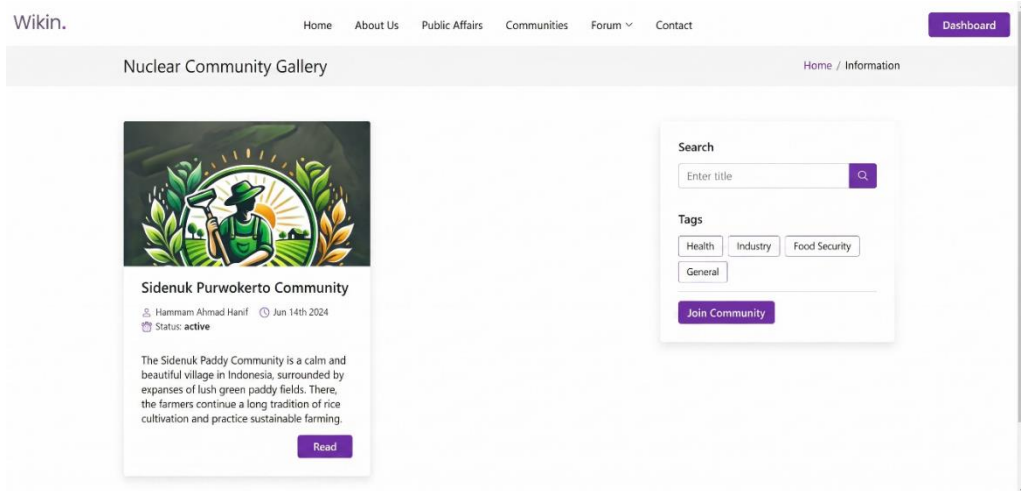 Wikin.
Home About Us Public Affairs Communities Forum Contact
Dashboard
Nuclear Community Gallery
Home / Information
Sidenuk Purwokerto Community
Hammam Ahmad Hanif Jun 14th 2024
Status: active
The Sidenuk Paddy Community is a calm and
beautiful village in Indonesia, surrounded by
expanses of lush green paddy fields. There,
the farmers continue a long tradition of rice
cultivation and practice sustainable farming.
Read
Search
Enter title
Tags
Health Industry Food Security
General
Join Community